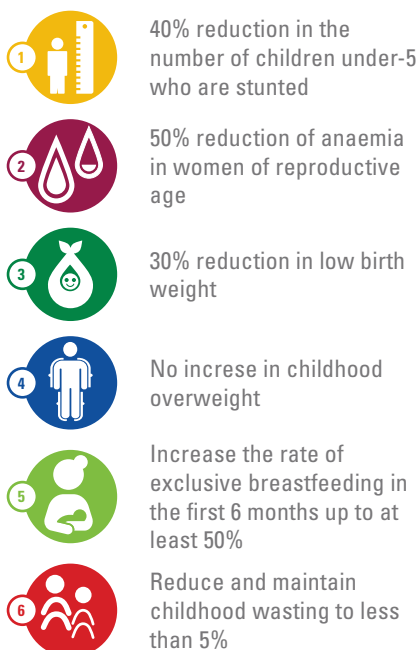 1
40% reduction in the
number of children under-5
who are stunted
2
50% reduction of anaemia
in women of reproductive
age
3
30% reduction in low birth
weight
4
No increse in childhood
overweight
5
Increase the rate of
exclusive breastfeeding in
the first 6 months up to at
least 50%
6
Reduce and maintain
childhood wasting to less
than 5%